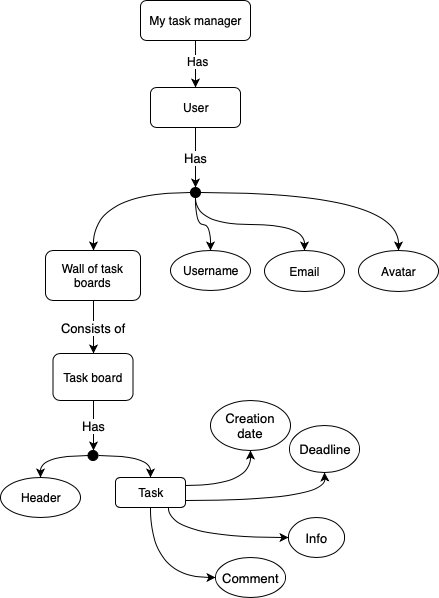 My task manager
Has
User
Has
Wall of task
boards
Username
Email
Avatar
Consists of
Task board
Has
Creation
date
Deadline
Header
Task
Info
Comment